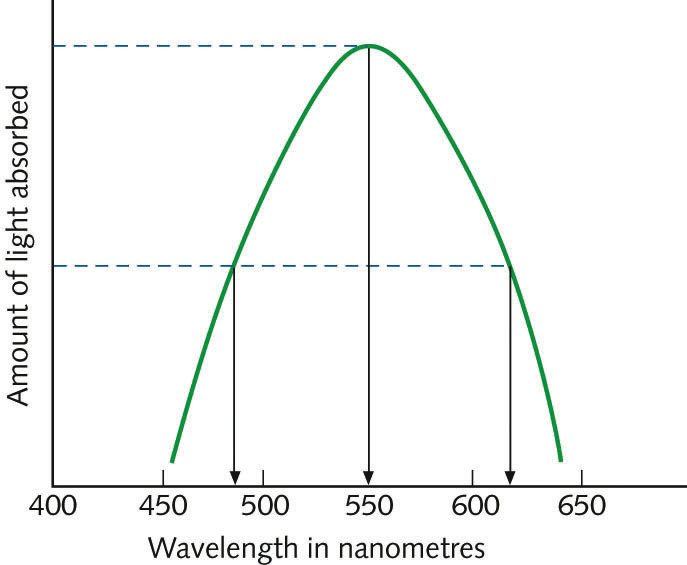 Amount of light absorbed
400 450 500 550 600 650
Wavelength in nanometres